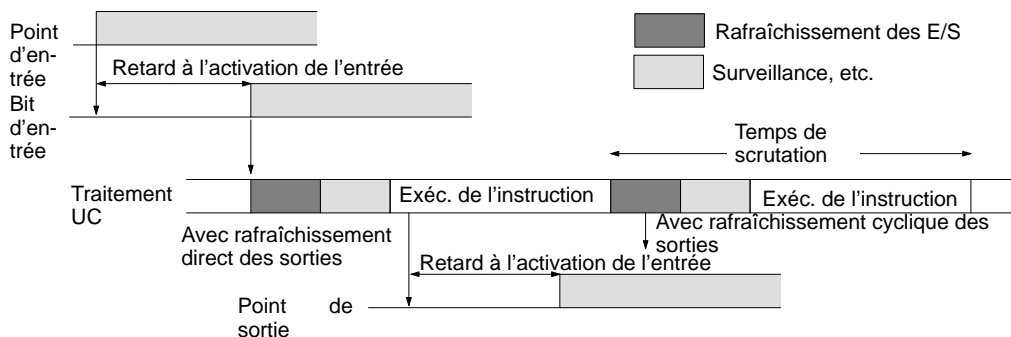 Point
d'en-
trée
Retard à l'activation de l'entrée
Bit
d'en-
trée
Rafraîchissement des E/S
Surveillance, etc.
Temps de
scrutation
Traitement
UC
Exéc. de l'instruction
Exéc. de l'instruction
Avec rafraîchissement
direct des sorties
Avec rafraîchissement cyclique des
sorties
Retard à l'activation de l'entrée
Point de
sortie